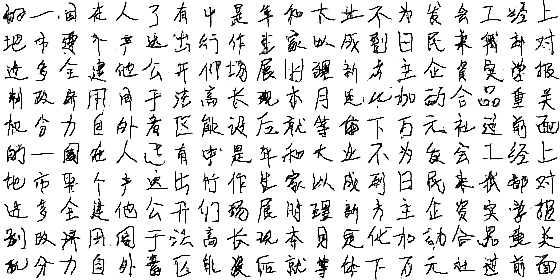 的一国在人了有中是年和大业不为发会工经上
地市要个产这出行作生家以成到日民来我部对
进多全建他公开们场展时理新方主企资实学报
制政济用同于法高长现本月定化加动合品重关
机分力自外者区能设后就等体下万元社过前面
的一国在人了有中是年和大业不为发会工经上
地市要个产这出行作生家以成到日民来我部对
进多全建他公开们场展时理新方主企资实学报
制政济用同于法高长现本月定化加动合品重关
机分力自外者区能设后就等体下万元社过前面